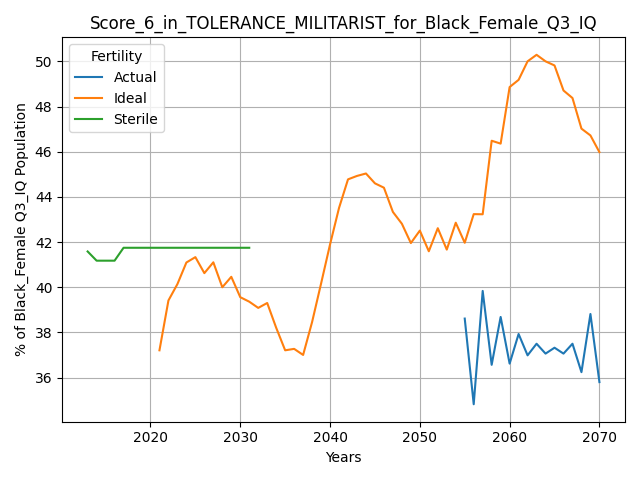 Score_6_in_TOLERANCE_MILITARIST_for_Black_Female_Q3_IQ
Fertility
Actual
Ideal
Sterile
% of Black_Female Q3_IQ Population
50
48
46
44
42
40
38
36
2020 2030 2040 2050 2060 2070
Years